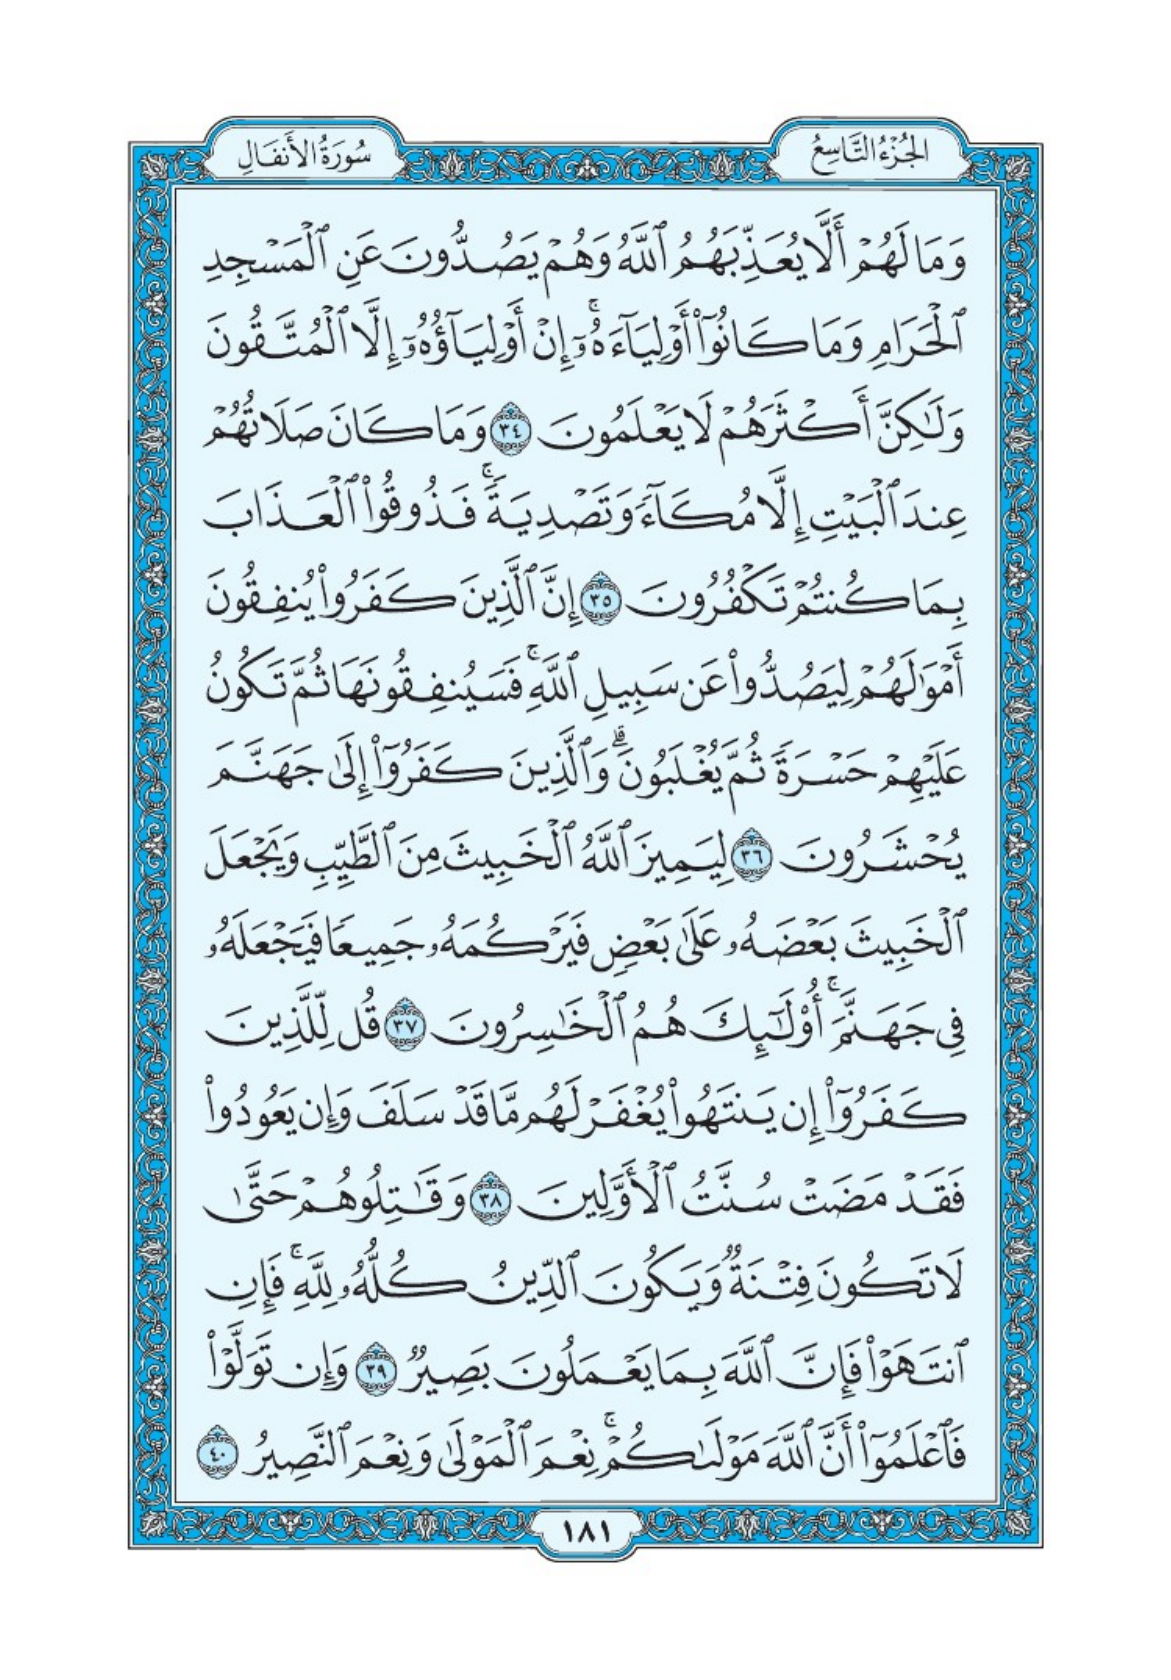 الجُزْءُ التَّاسِعُ
سُورَةُ الأَنفَالِ
وَمَا لَهُمْ أَلَّا يُعَذِّبَهُمُ ٱللَّهُ وَهُمْ يَصُدُّونَ عَنِ ٱلْمَسْجِدِ
ٱلْحَرَامِ وَمَا كَانُوٓا۟ أَوْلِيَآءَهُۥٓ ۚ إِنْ أَوْلِيَآؤُهُۥٓ إِلَّا ٱلْمُتَّقُونَ
وَلَـٰكِنَّ أَكْثَرَهُمْ لَا يَعْلَمُونَ ٣٤ وَمَا كَانَ صَلَاتُهُمْ
عِندَ ٱلْبَيْتِ إِلَّا مُكَآءً وَتَصْدِيَةً ۚ فَذُوقُوا۟ ٱلْعَذَابَ
بِمَا كُنتُمْ تَكْفُرُونَ ٣٥ إِنَّ ٱلَّذِينَ كَفَرُوا۟ يُنفِقُونَ
أَمْوَٰلَهُمْ لِيَصُدُّوا۟ عَن سَبِيلِ ٱللَّهِ ۚ فَسَيُنفِقُونَهَا ثُمَّ تَكُونُ
عَلَيْهِمْ حَسْرَةً ثُمَّ يُغْلَبُونَ ۗ وَٱلَّذِينَ كَفَرُوٓا۟ إِلَىٰ جَهَنَّمَ
يُحْشَرُونَ ٣٦ لِيَمِيزَ ٱللَّهُ ٱلْخَبِيثَ مِنَ ٱلطَّيِّبِ وَيَجْعَلَ
ٱلْخَبِيثَ بَعْضَهُۥ عَلَىٰ بَعْضٍ فَيَرْكُمَهُۥ جَمِيعًا فَيَجْعَلَهُۥ
فِى جَهَنَّمَ ۚ أُو۟لَـٰٓئِكَ هُمُ ٱلْخَـٰسِرُونَ ٣٧ قُل لِّلَّذِينَ
كَفَرُوٓا۟ إِن يَنتَهُوا۟ يُغْفَرْ لَهُم مَّا قَدْ سَلَفَ وَإِن يَعُودُوا۟
فَقَدْ مَضَتْ سُنَّتُ ٱلْأَوَّلِينَ ٣٨ وَقَـٰتِلُوهُمْ حَتَّىٰ
لَا تَكُونَ فِتْنَةٌ وَيَكُونَ ٱلدِّينُ كُلُّهُۥ لِلَّهِ ۚ فَإِنِ
ٱنتَهَوْا۟ فَإِنَّ ٱللَّهَ بِمَا يَعْمَلُونَ بَصِيرٌ ٣٩ وَإِن تَوَلَّوْا۟
فَٱعْلَمُوٓا۟ أَنَّ ٱللَّهَ مَوْلَىٰكُمْ ۚ نِعْمَ ٱلْمَوْلَىٰ وَنِعْمَ ٱلنَّصِيرُ ٤٠
١٨١